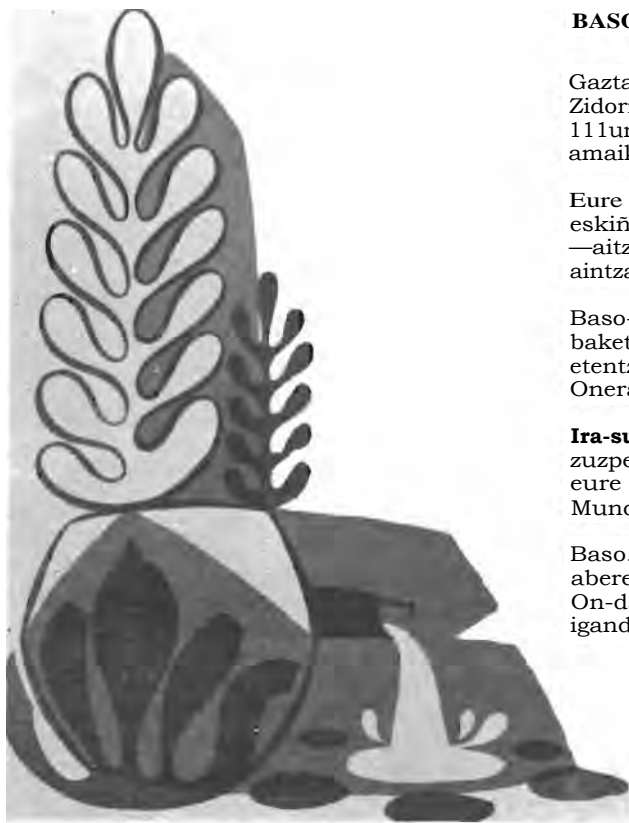 BASO
Gazta
Zidor
111ur
amaik
Eure
eskiñ
—aitz
aintza
Baso-
baket
etentz
Onera
Ira-su
zuzpe
eure
Mund
Baso.
abere
On-d
igand